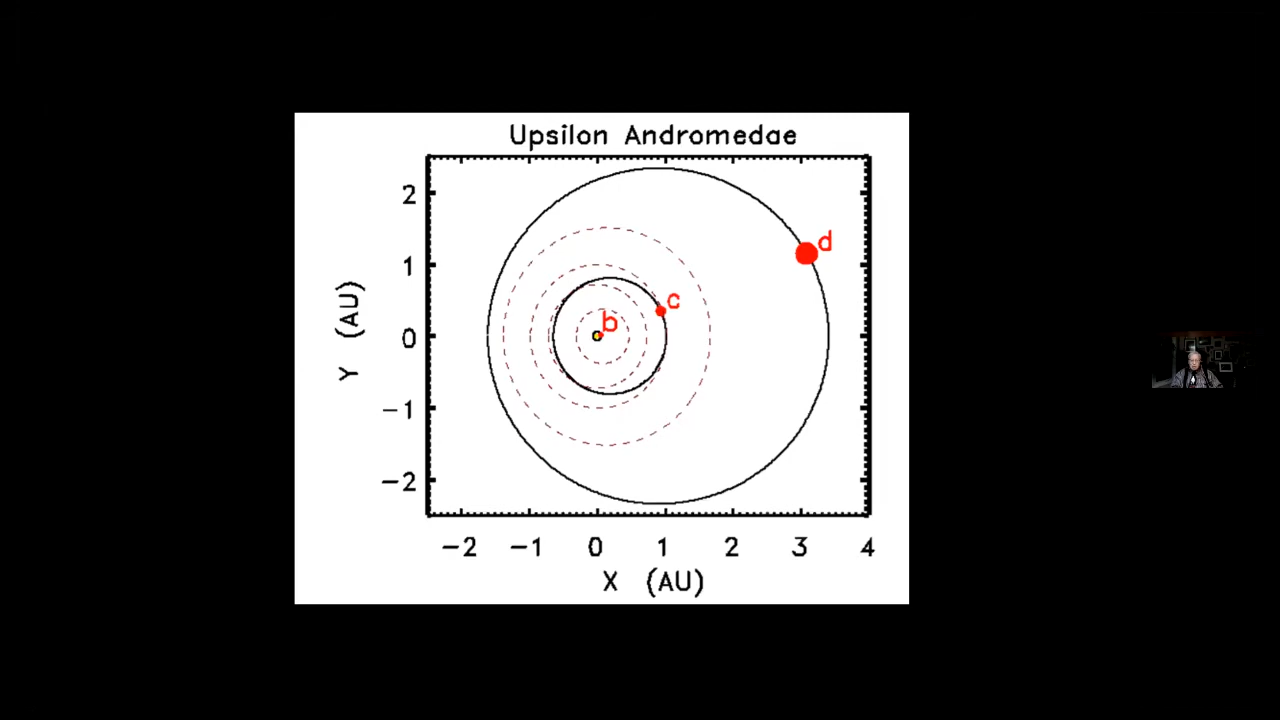 Upsilon Andromedae
2
1
0
−1
−2
Y (AU)
d
c
b
−2 −1 0 1 2 3 4
X (AU)